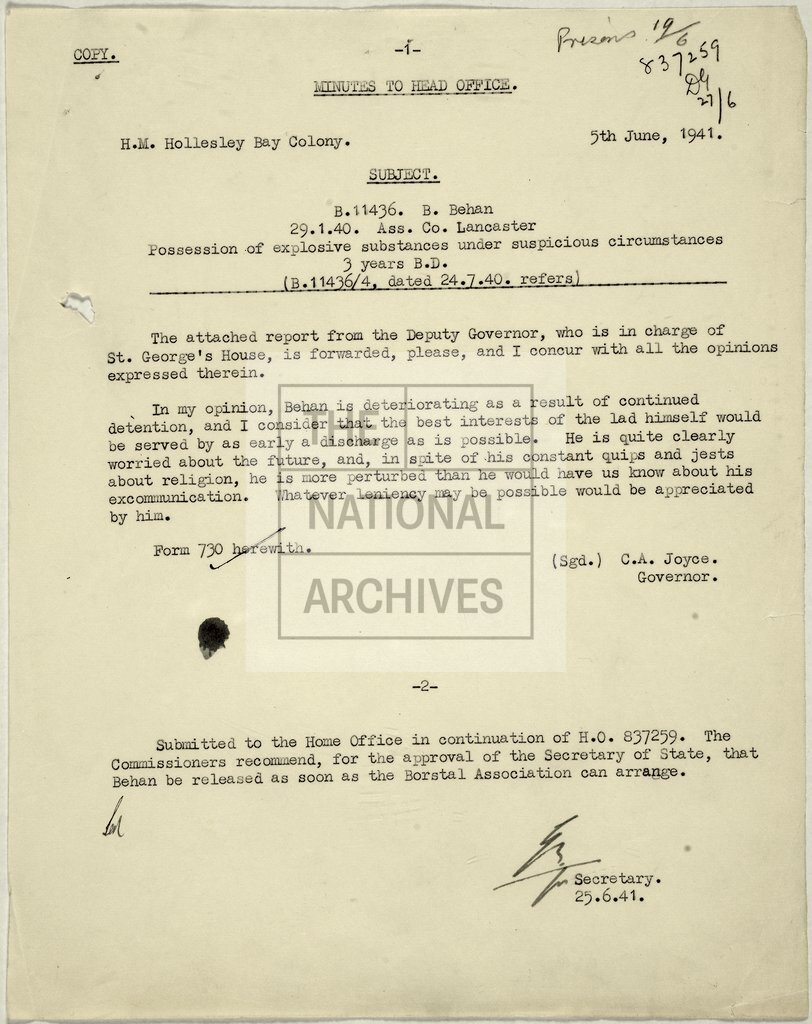 Prisons 19/6
COPY.
-1-
837259
MINUTES TO HEAD OFFICE.
27/6
H.M. Hollesley Bay Colony.
5th June, 1941.
SUBJECT.
B.11436. B. Behan
29.1.40. Ass. Co. Lancaster
Possession of explosive substances under suspicious circumstances
3 years B.D.
(B.11436/4, dated 24.7.40. refers)
The attached report from the Deputy Governor, who is in charge of
St. George's House, is forwarded, please, and I concur with all the opinions
expressed therein.
In my opinion, Behan is deteriorating as a result of continued
detention, and I consider that the best interests of the lad himself would
be served by as early a discharge as is possible. He is quite clearly
worried about the future, and, in spite of his constant quips and jests
about religion, he is more perturbed than he would have us know about his
excommunication. Whatever leniency may be possible would be appreciated
by him.
Form 730 herewith.
(Sgd.) C.A. Joyce.
Governor.
THE
NATIONAL
ARCHIVES
-2-
Submitted to the Home Office in continuation of H.O. 837259. The
Commissioners recommend, for the approval of the Secretary of State, that
Behan be released as soon as the Borstal Association can arrange.
Secretary.
25.6.41.